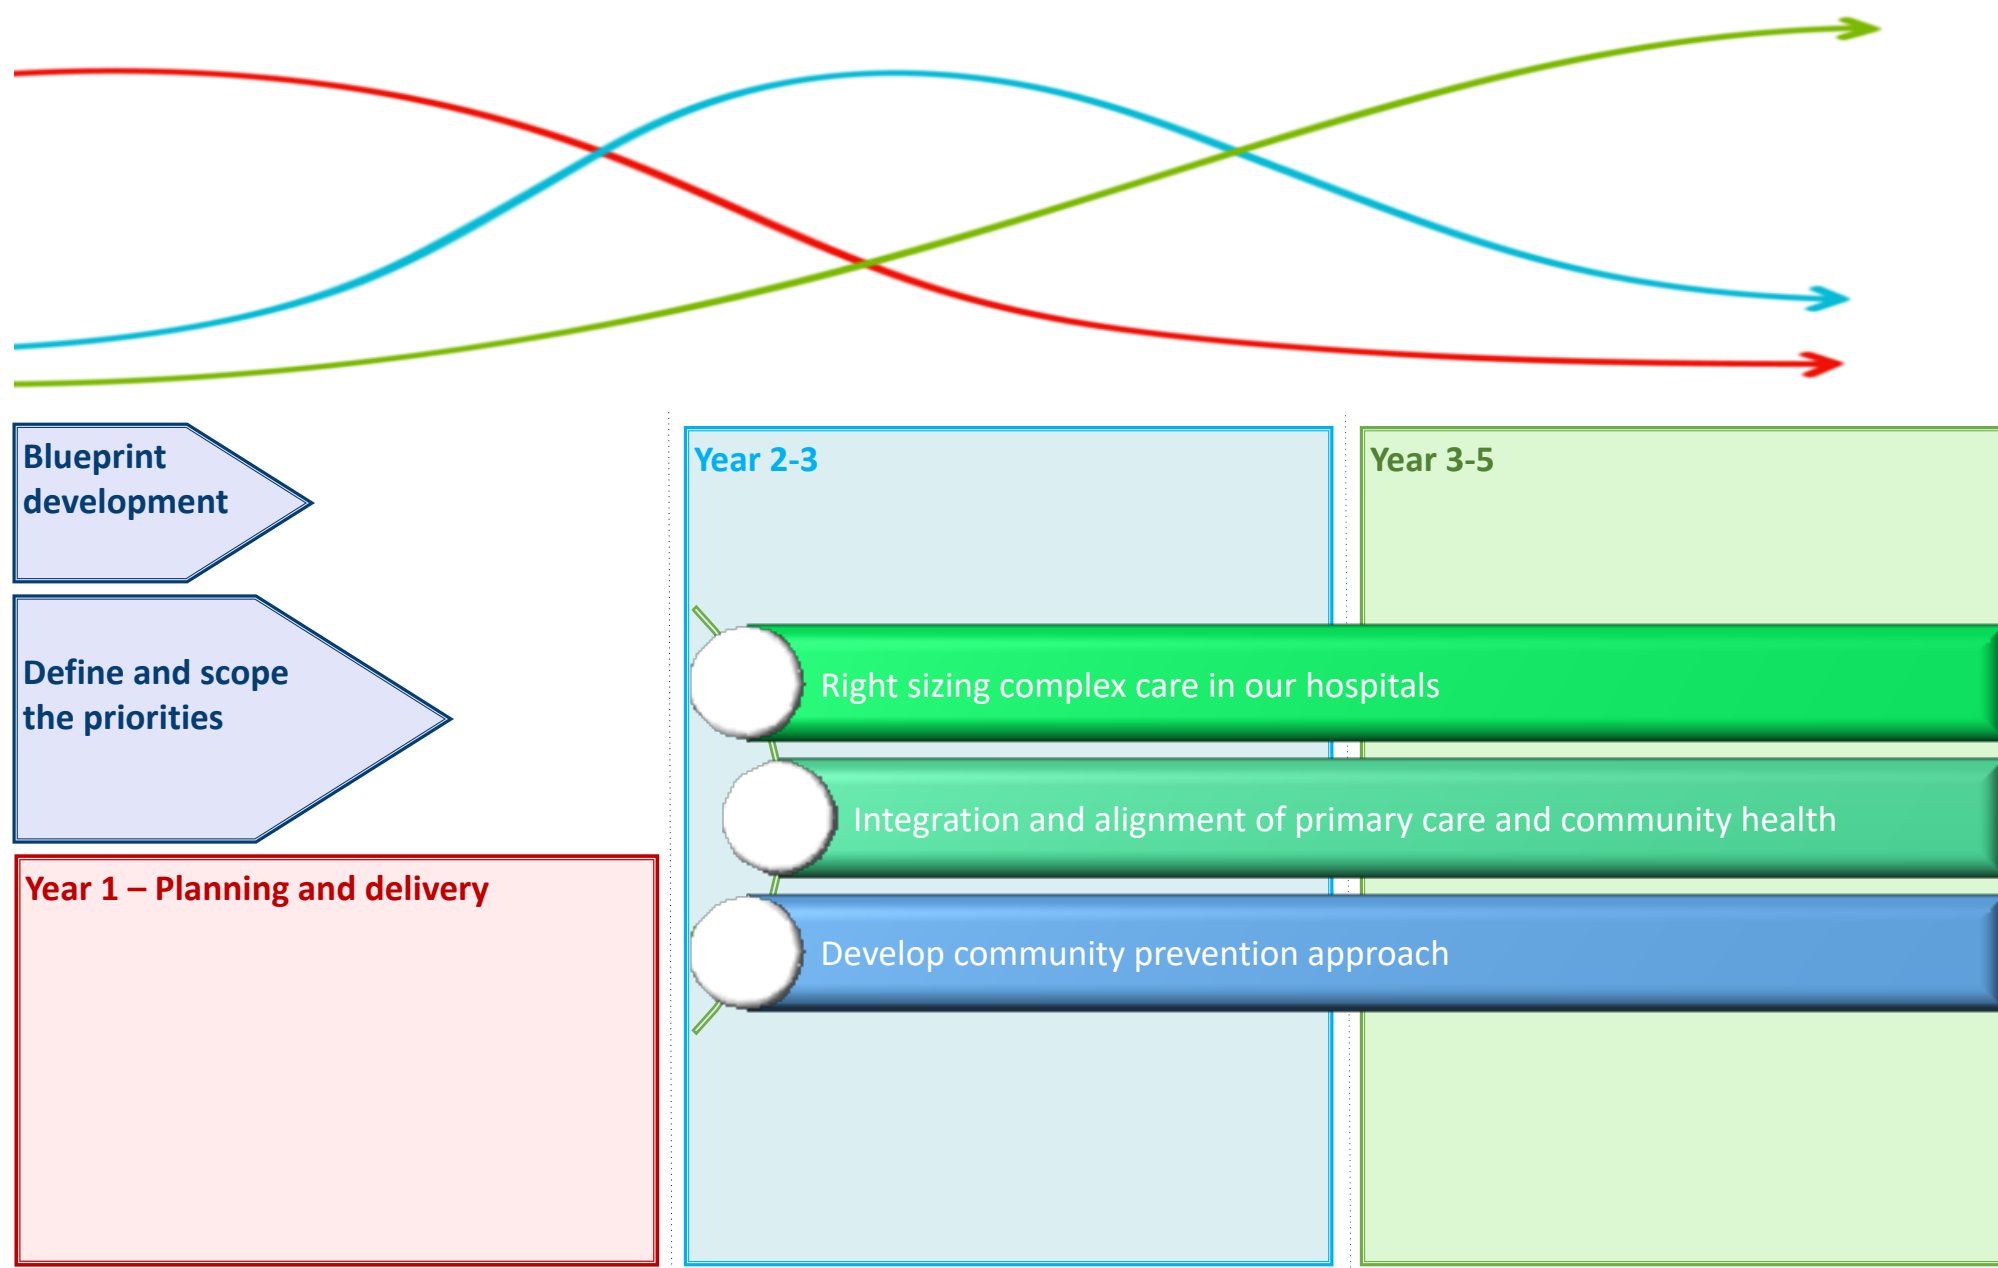 Blueprint
development
Define and scope
the priorities
Year 1 – Planning and delivery
Year 2-3
Year 3-5
Right sizing complex care in our hospitals
Integration and alignment of primary care and community health
Develop community prevention approach